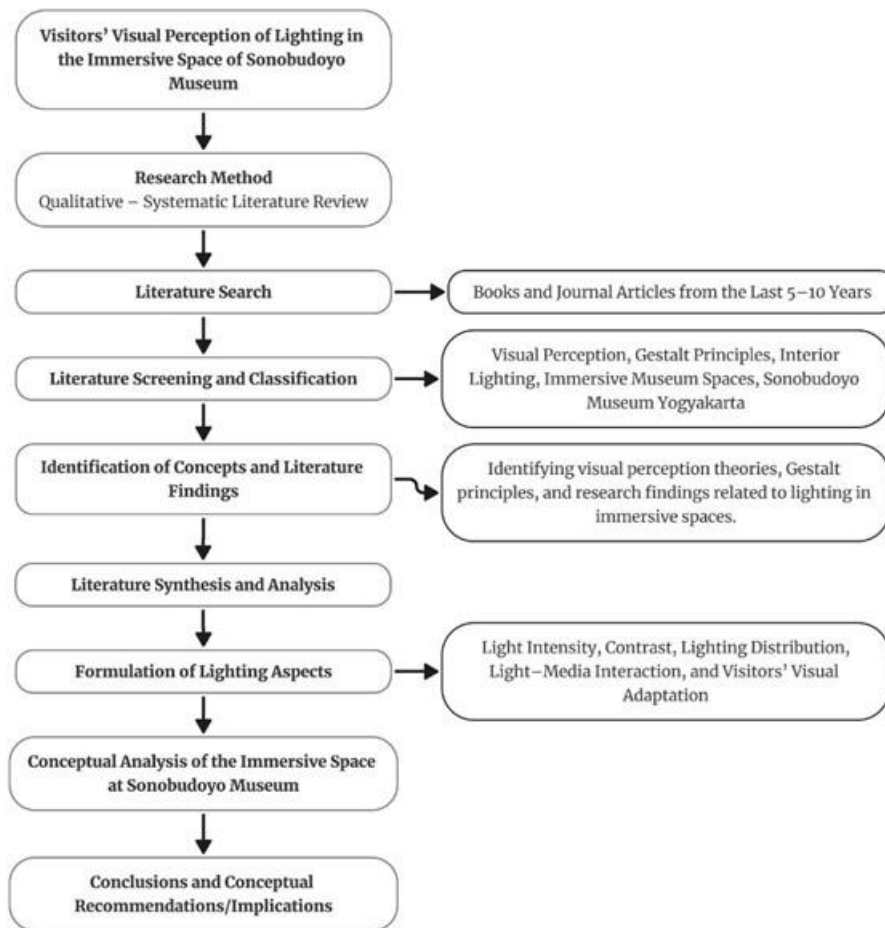 Visitors’ Visual Perception of Lighting in
the Immersive Space of Sonobudoyo
Museum
Research Method
Qualitative – Systematic Literature Review
Literature Search
Books and Journal Articles from the Last 5–10 Years
Literature Screening and Classification
Visual Perception, Gestalt Principles, Interior
Lighting, Immersive Museum Spaces, Sonobudoyo
Museum Yogyakarta
Identification of Concepts and Literature
Findings
Identifying visual perception theories, Gestalt
principles, and research findings related to lighting in
immersive spaces.
Literature Synthesis and Analysis
Formulation of Lighting Aspects
Light Intensity, Contrast, Lighting Distribution,
Light–Media Interaction, and Visitors’ Visual
Adaptation
Conceptual Analysis of the Immersive Space
at Sonobudoyo Museum
Conclusions and Conceptual
Recommendations/Implications